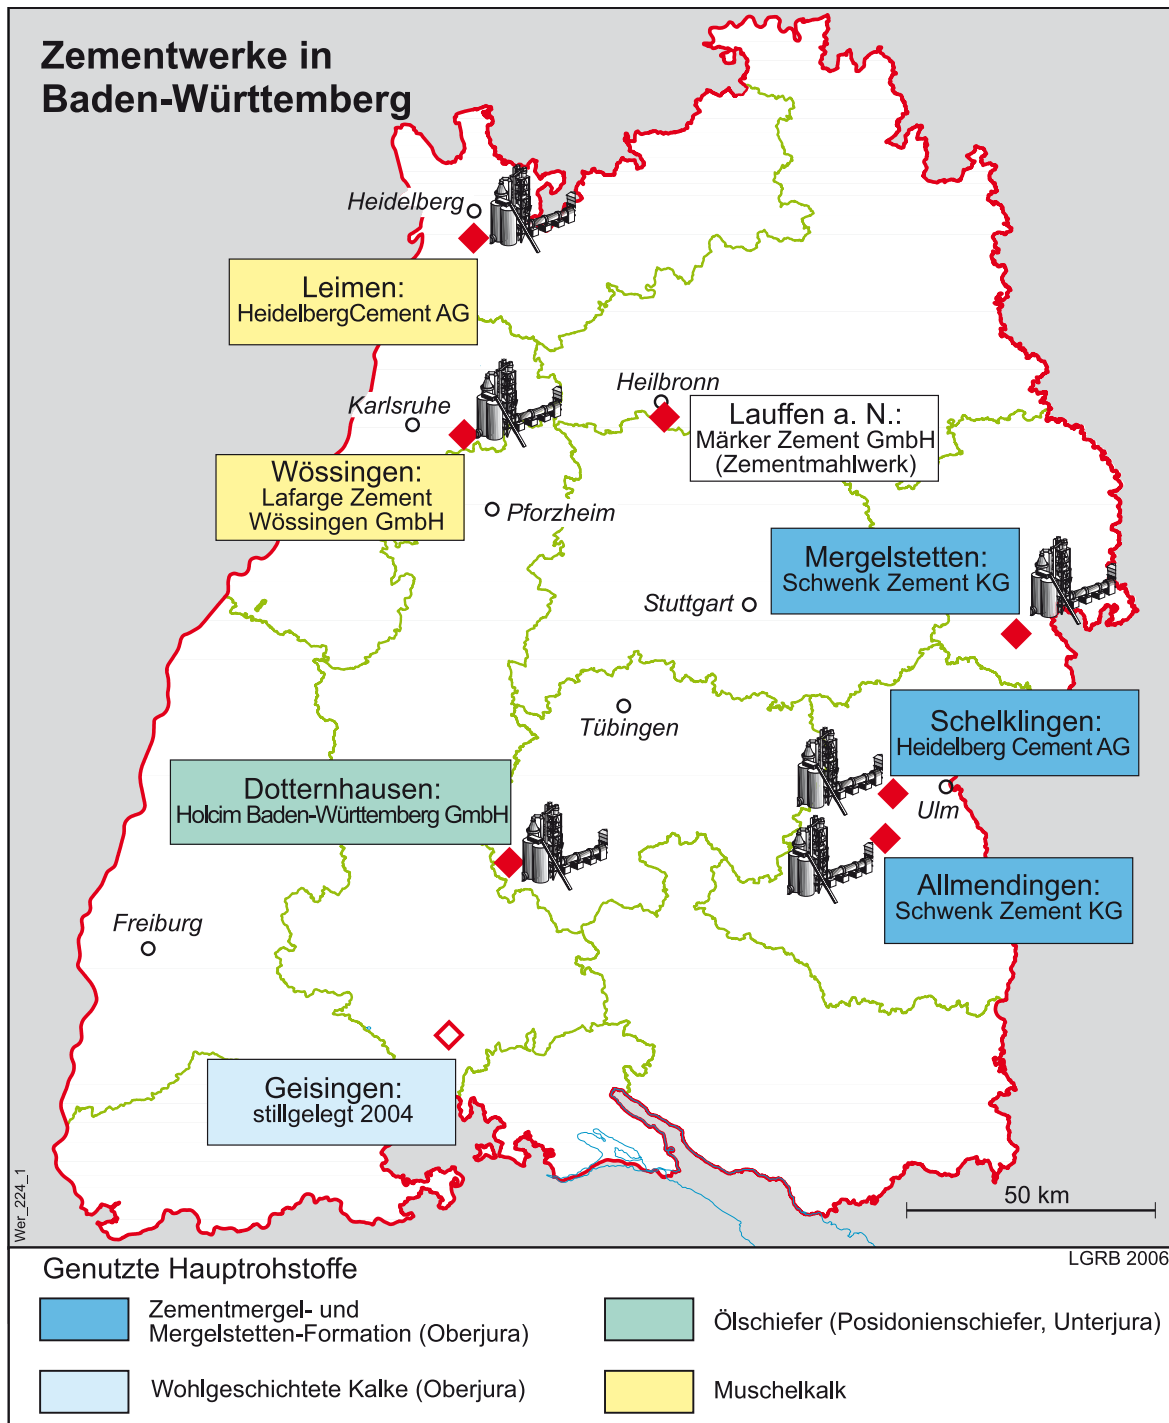 Zementwerke in
Baden-Württemberg
Heidelberg
Leimen:
HeidelbergCement AG
Karlsruhe
Heilbronn
Lauffen a. N.:
Märker Zement GmbH
(Zementmahlwerk)
Wössingen:
Lafarge Zement
Wössingen GmbH
Pforzheim
Mergelstetten:
Schwenk Zement KG
Stuttgart
Tübingen
Schelklingen:
Heidelberg Cement AG
Dotternhausen:
Holcim Baden-Württemberg GmbH
Ulm
Allmendingen:
Schwenk Zement KG
Freiburg
Geisingen:
stillgelegt 2004
50 km
Wer_224_1
LGRB 2006
Genutzte Hauptrohstoffe
Zementmergel- und
Mergelstetten-Formation (Oberjura)
Ölschiefer (Posidonienschiefer, Unterjura)
Wohlgeschichtete Kalke (Oberjura)
Muschelkalk